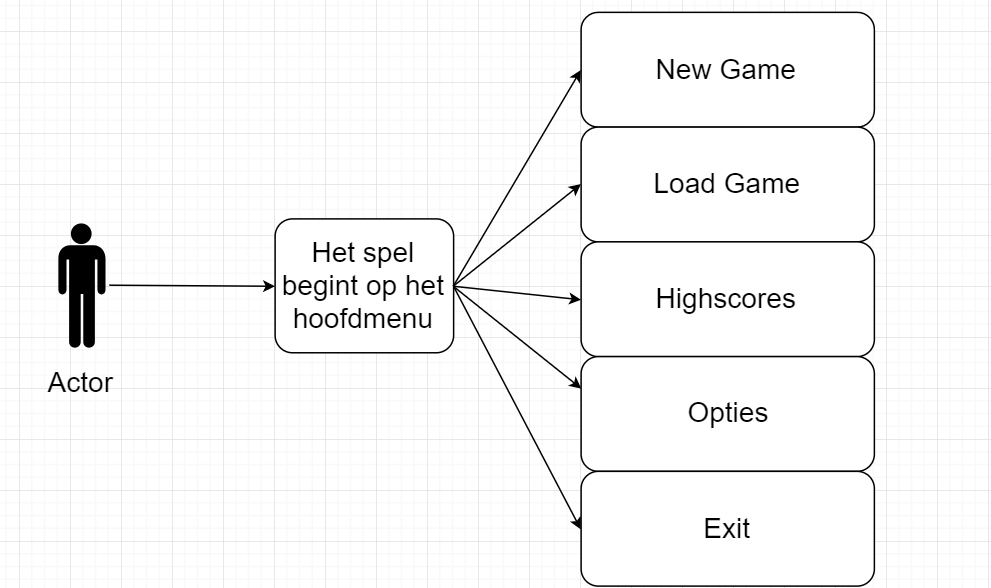 Actor
Het spel
begint op het
hoofdmenu
New Game
Load Game
Highscores
Opties
Exit